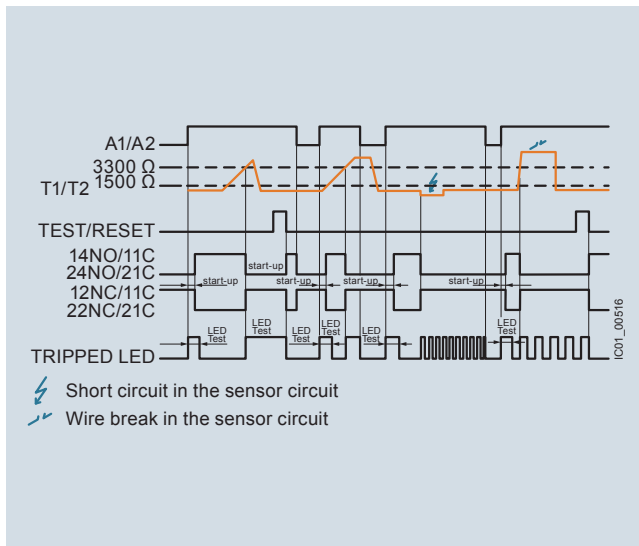 A1/A2
3300 Ω
T1/T2 1500 Ω
TEST/RESET
14NO/11C
24NO/21C
start-up
start-up
start-up
start-up
start-up
12NC/11C
22NC/21C
TRIPPED LED
LED
Test
LED
Test
LED
Test
LED
Test
LED
Test
LED
Test
IC01_00516
Short circuit in the sensor circuit
Wire break in the sensor circuit